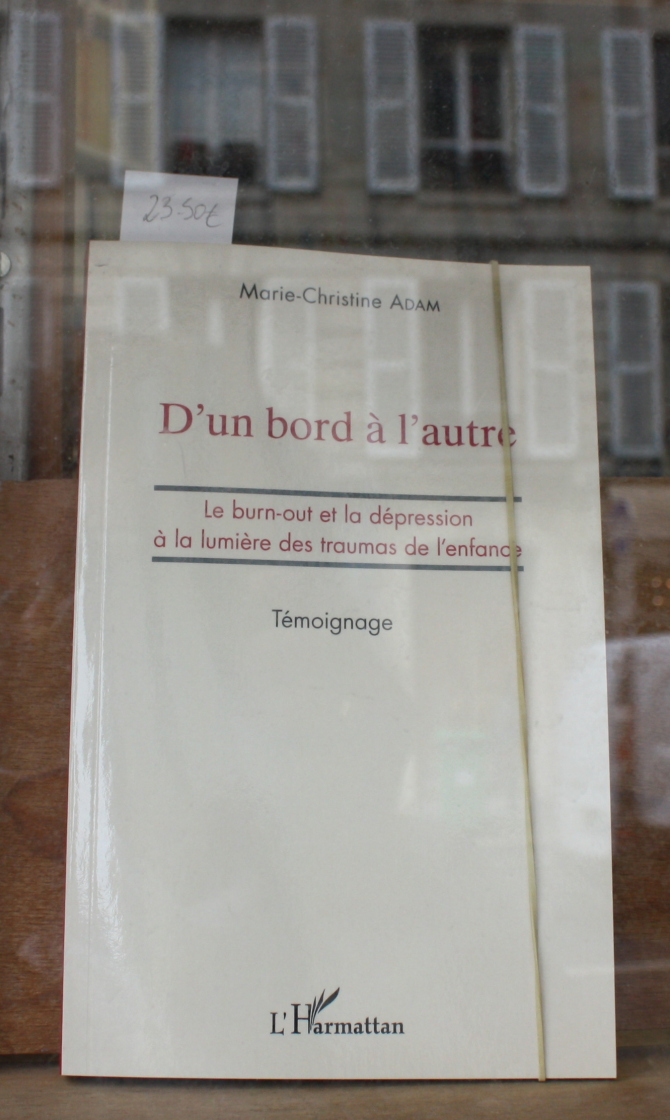 23.50€
Marie-Christine ADAM
D'un bord à l'autre
Le burn-out et la dépression
à la lumière des traumas de l'enfance
Témoignage
L'Harmattan